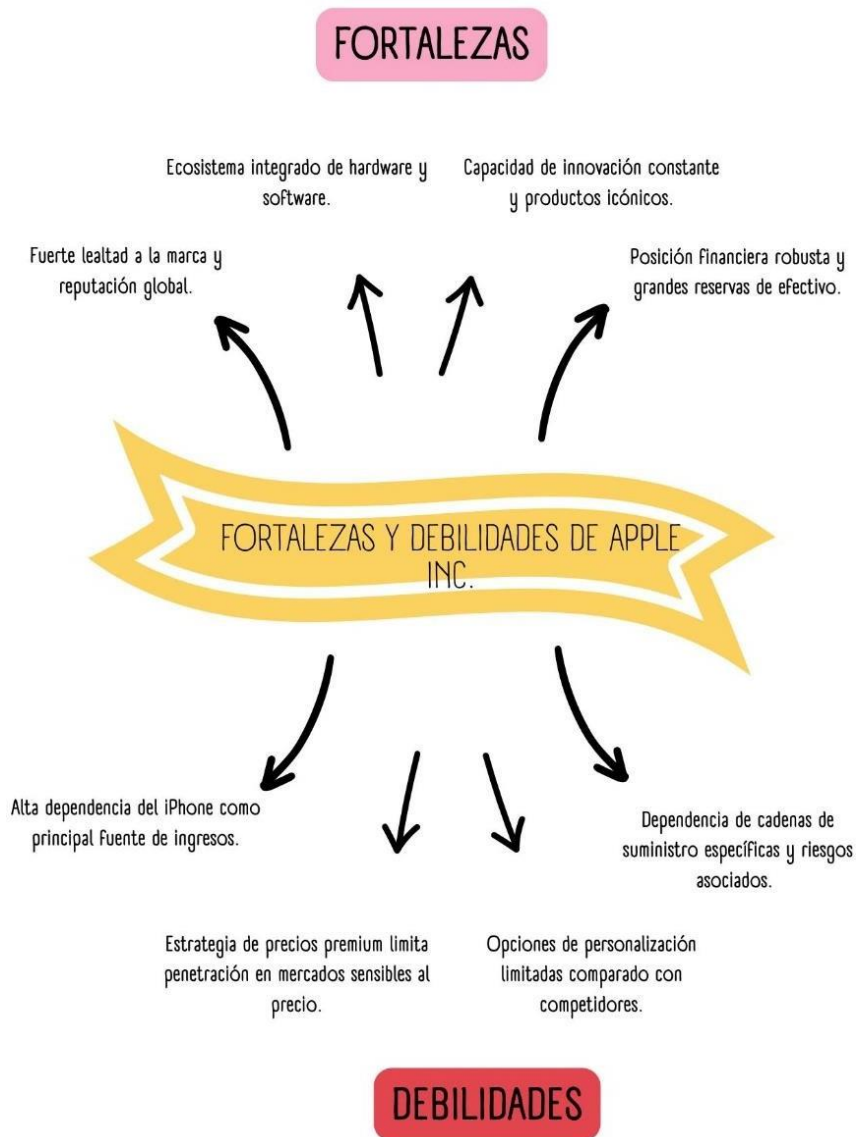 FORTALEZAS
Ecosistema integrado de hardware y
software.
Capacidad de innovación constante
y productos icónicos.
Fuerte lealtad a la marca y
reputación global.
Posición financiera robusta y
grandes reservas de efectivo.
FORTALEZAS Y DEBILIDADES DE APPLE
INC.
Alta dependencia del iPhone como
principal fuente de ingresos.
Dependencia de cadenas de
suministro específicas y riesgos
asociados.
Estrategia de precios premium limita
penetración en mercados sensibles al
precio.
Opciones de personalización
limitadas comparado con
competidores.
DEBILIDADES